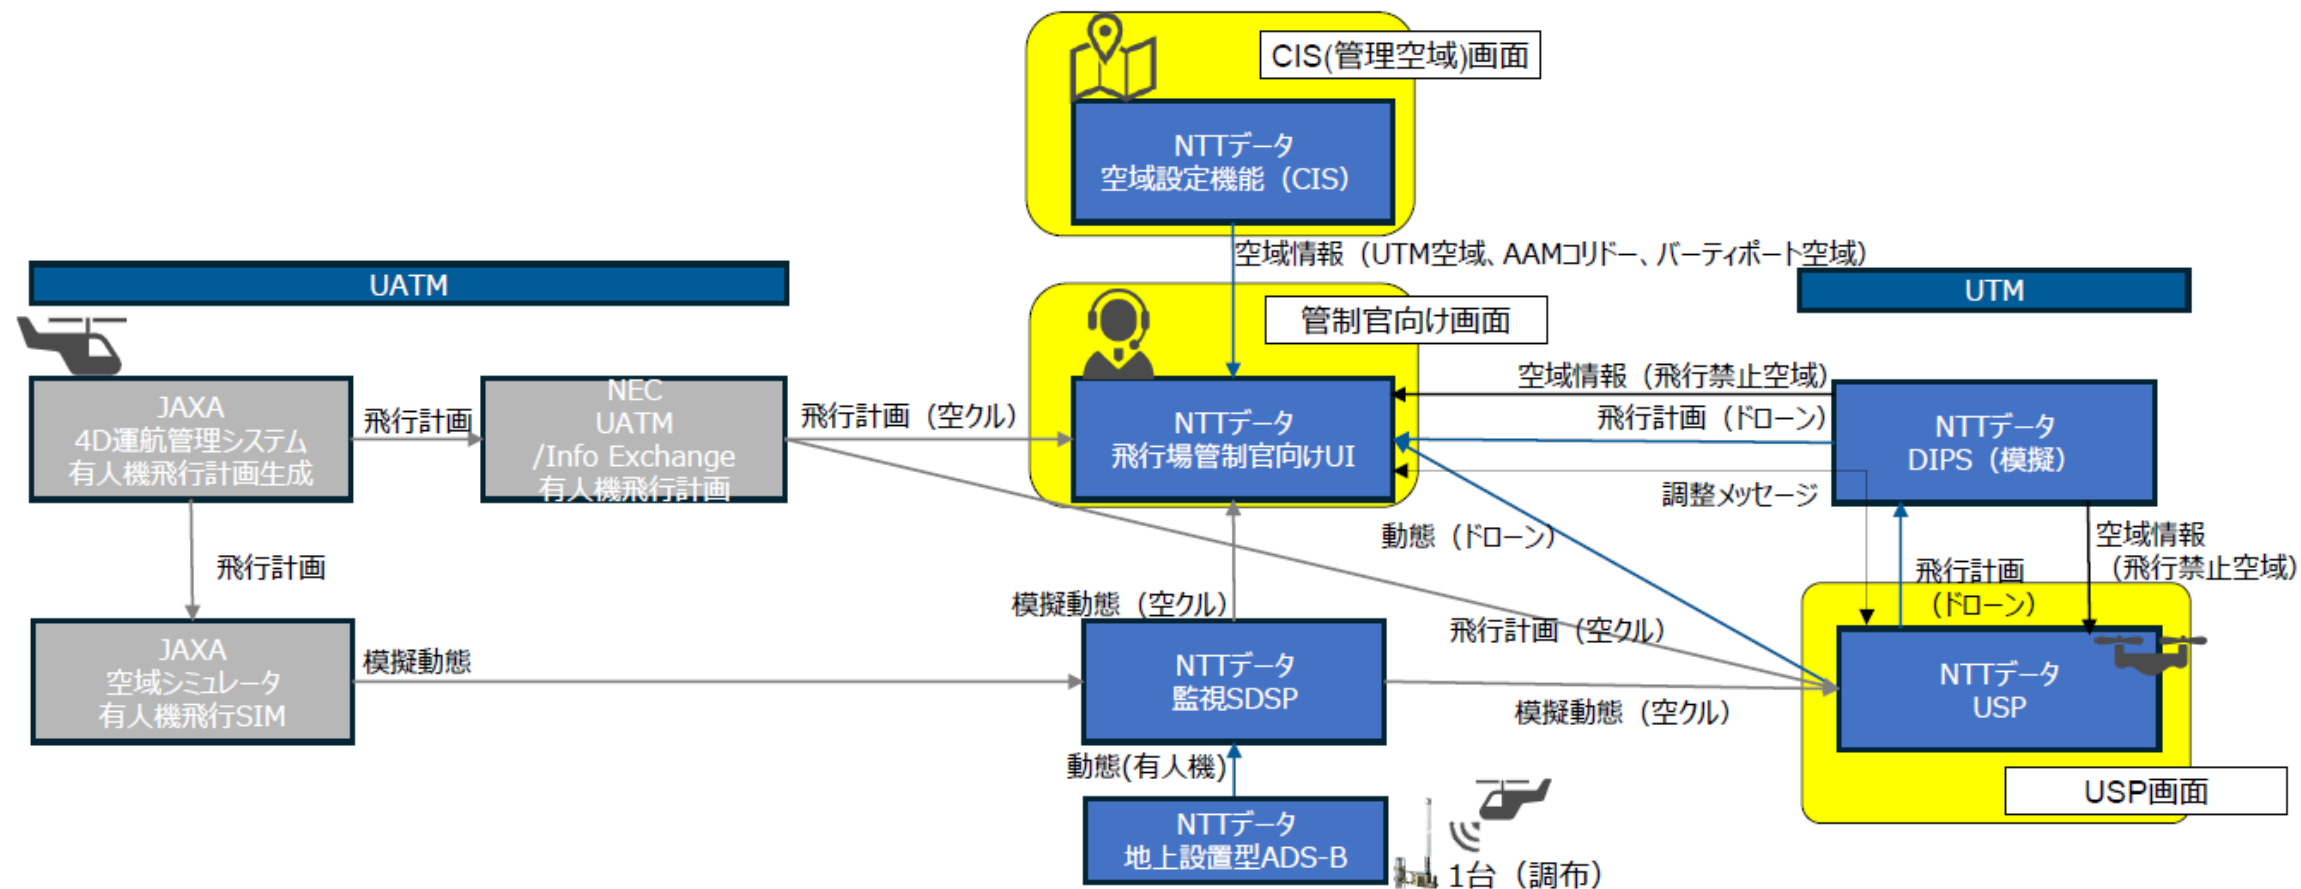 CIS(管理空域)画面
NTTデータ
空域設定機能（CIS）
空域情報（UTM空域、AAMコリドー、バーティポート空域）
UATM
UTM
管制官向け画面
JAXA
4D運航管理システム
有人機飛行計画生成
飛行計画
NEC
UATM
/Info Exchange
有人機飛行計画
飛行計画（空クル）
NTTデータ
飛行場管制官向けUI
空域情報（飛行禁止空域）
飛行計画（ドローン）
調整メッセージ
NTTデータ
DIPS（模擬）
動態（ドローン）
空域情報
（飛行禁止空域）
飛行計画
（ドローン）
飛行計画
模擬動態（空クル）
飛行計画（空クル）
JAXA
空域シミュレータ
有人機飛行SIM
模擬動態
NTTデータ
監視SDSP
模擬動態（空クル）
NTTデータ
USP
動態(有人機)
USP画面
NTTデータ
地上設置型ADS-B
1台（調布）